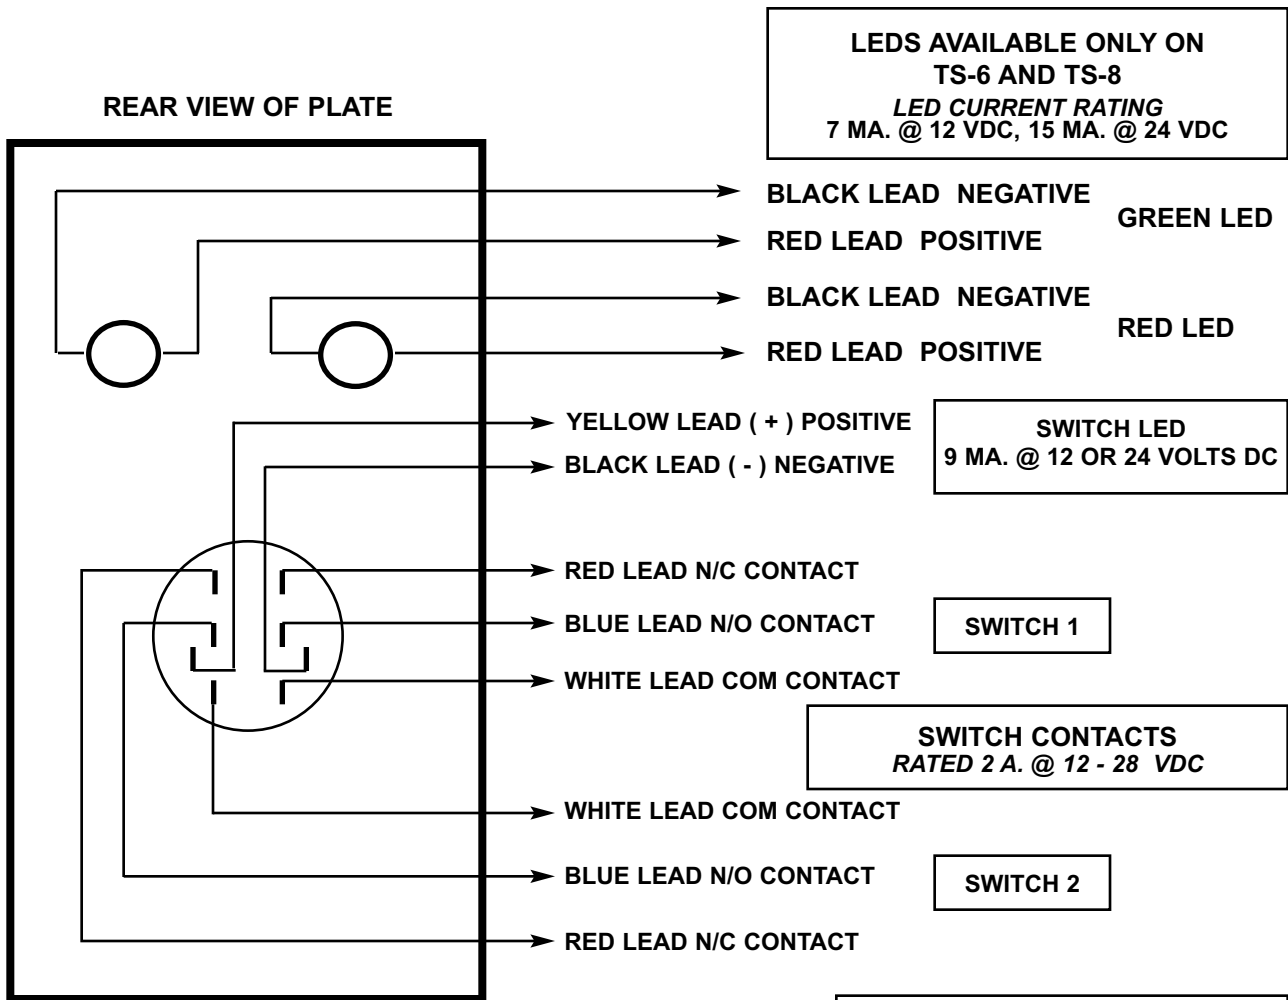 LEDS AVAILABLE ONLY ON
TS-6 AND TS-8
LED CURRENT RATING
7 MA. @ 12 VDC, 15 MA. @ 24 VDC
REAR VIEW OF PLATE
BLACK LEAD NEGATIVE
RED LEAD POSITIVE
GREEN LED
BLACK LEAD NEGATIVE
RED LEAD POSITIVE
RED LED
YELLOW LEAD ( + ) POSITIVE
BLACK LEAD ( - ) NEGATIVE
SWITCH LED
9 MA. @ 12 OR 24 VOLTS DC
RED LEAD N/C CONTACT
BLUE LEAD N/O CONTACT
WHITE LEAD COM CONTACT
SWITCH 1
SWITCH CONTACTS
RATED 2 A. @ 12 - 28 VDC
WHITE LEAD COM CONTACT
BLUE LEAD N/O CONTACT
RED LEAD N/C CONTACT
SWITCH 2